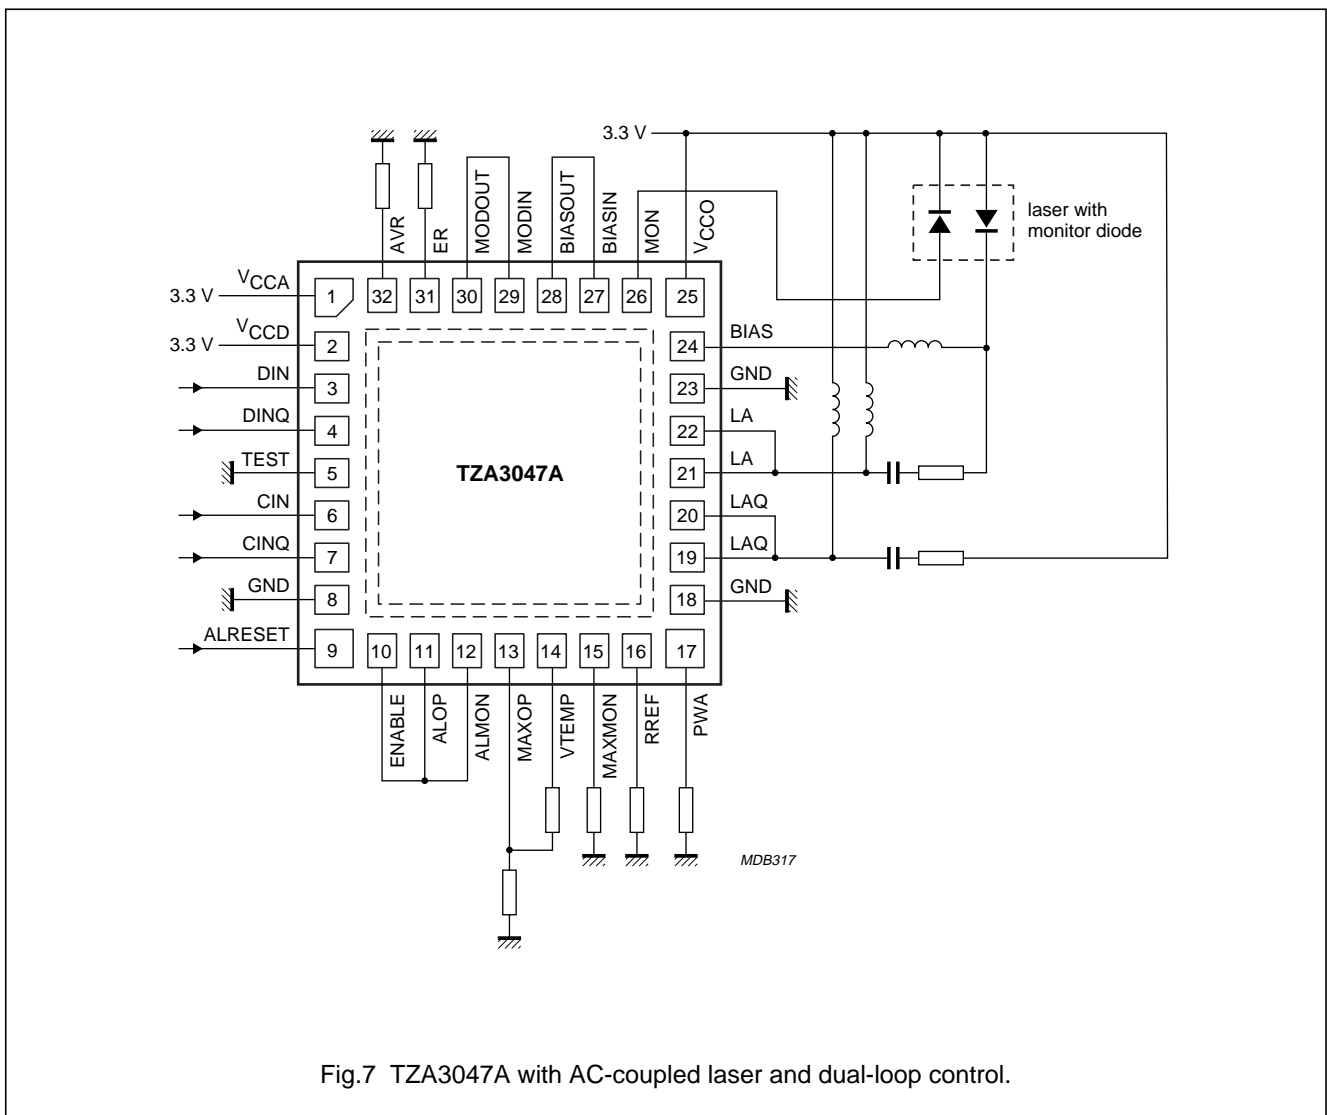 3.3 V
AVR
ER
MODOUT
MODIN
BIASOUT
BIASIN
MON
VCCO
laser with
monitor diode
3.3 V
VCCA
1
32
31
30
29
28
27
26
25
3.3 V
VCCD
2
24
BIAS
DIN
3
23
GND
DINQ
4
22
LA
TEST
5
TZA3047A
21
LA
CIN
6
20
LAQ
CINQ
7
19
LAQ
GND
8
18
GND
ALRESET
9
10
11
12
13
14
15
16
17
ENABLE
ALOP
ALMON
MAXOP
VTEMP
MAXMON
RREF
PWA
MDB317
Fig.7 TZA3047A with AC-coupled laser and dual-loop control.